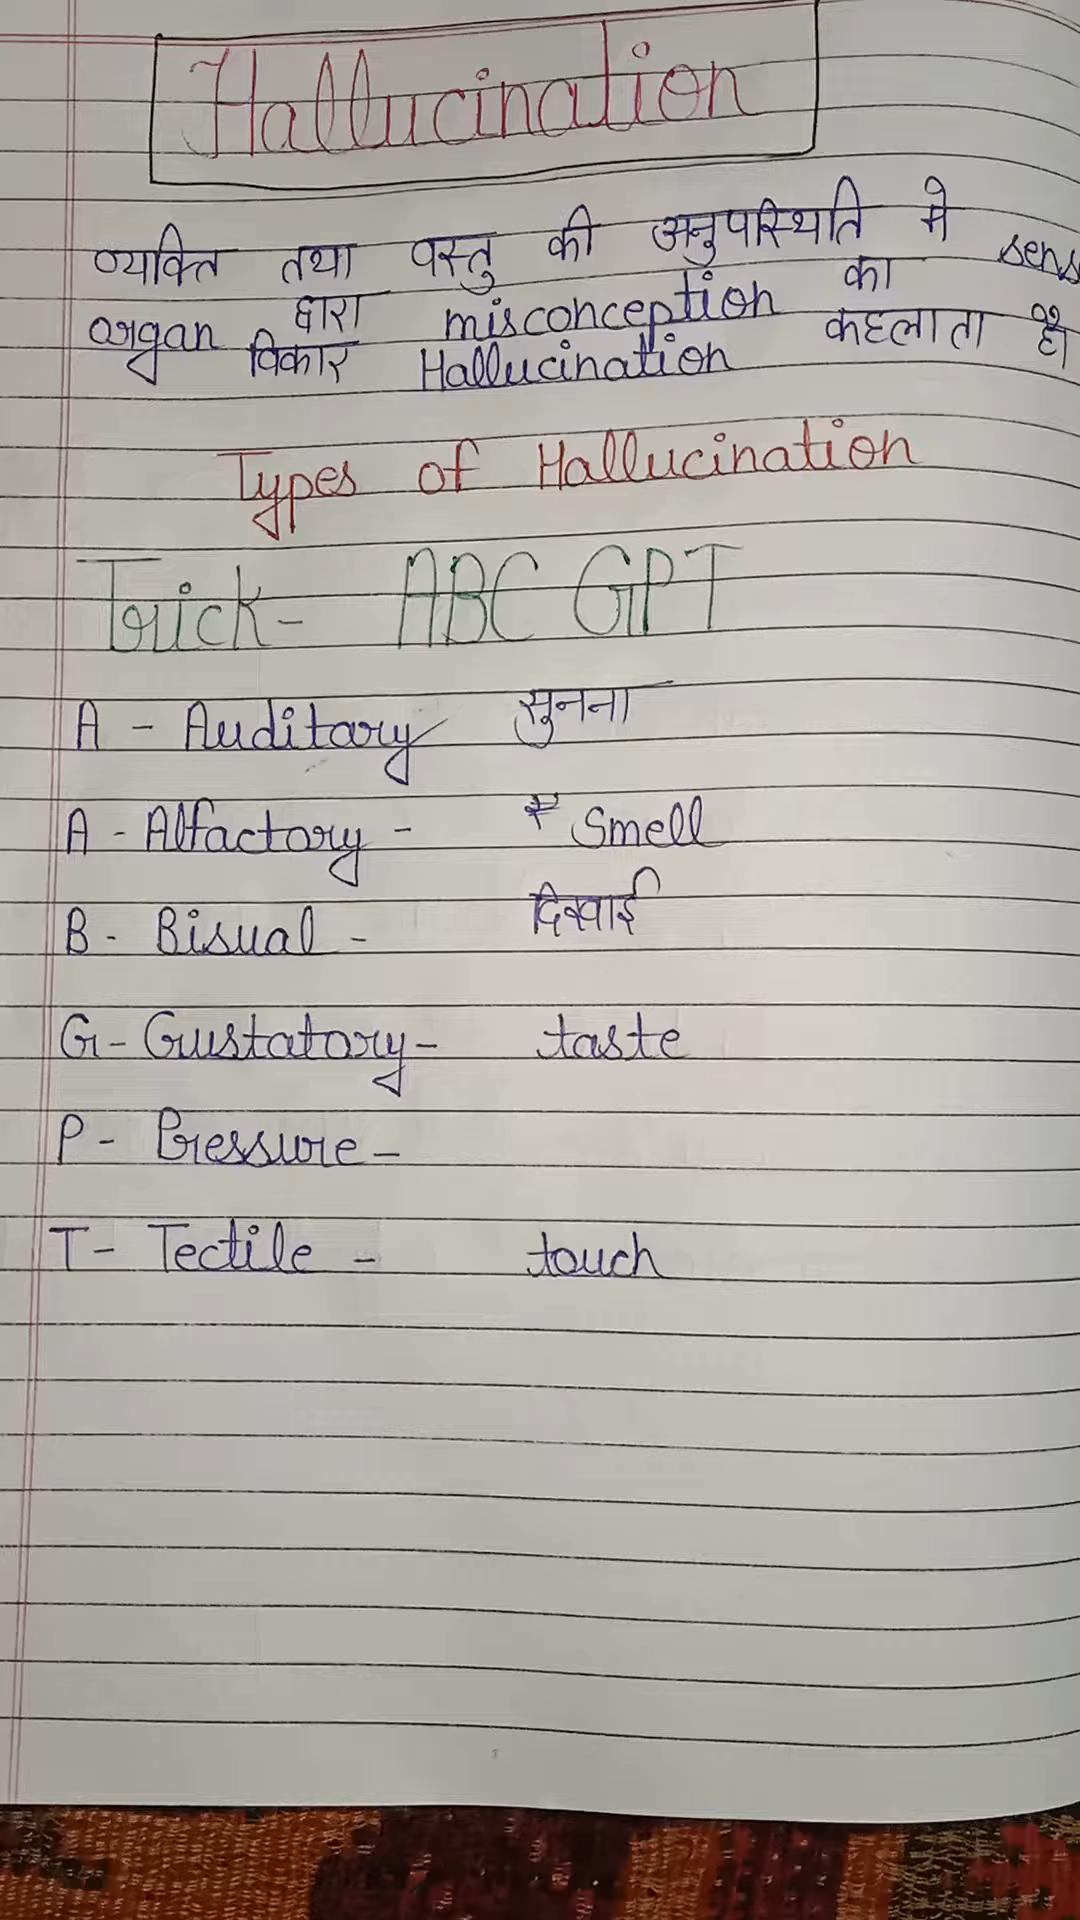 Hallucination
व्यक्ति तथा वस्तु की अनुपस्थिति मे sens
organ द्वारा misconception का
विकार Hallucination कहलाता है।
Types of Hallucination
Trick- ABC GPT
A - Auditory सुनना
A - Alfactory - Smell
B - Bisual - दिखाई
G - Gustatory - taste
P - Pressure -
T - Tectile - touch